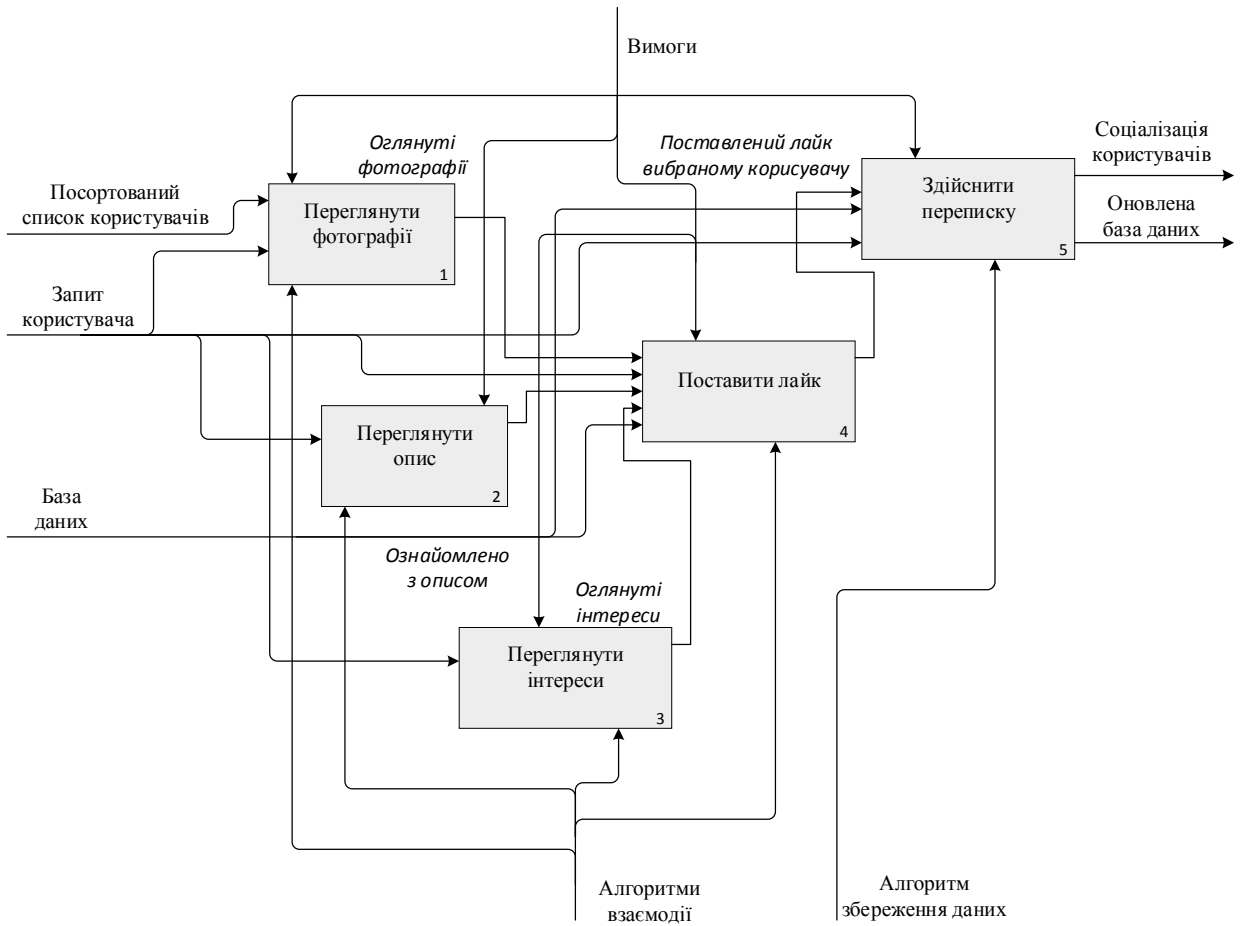 Вимоги
Оглянуті
фотографії
Поставлений лайк
вибраному корисувачу
Соціалізація
користувачів
Посортований
список користувачів
Переглянути
фотографії
1
Здійснити
переписку
5
Оновлена
база даних
Запит
користувача
Поставити лайк
4
Переглянути
опис
2
База
даних
Ознайомлено
з описом
Оглянуті
інтереси
Переглянути
інтереси
3
Алгоритми
взаємодії
Алгоритм
збереження даних